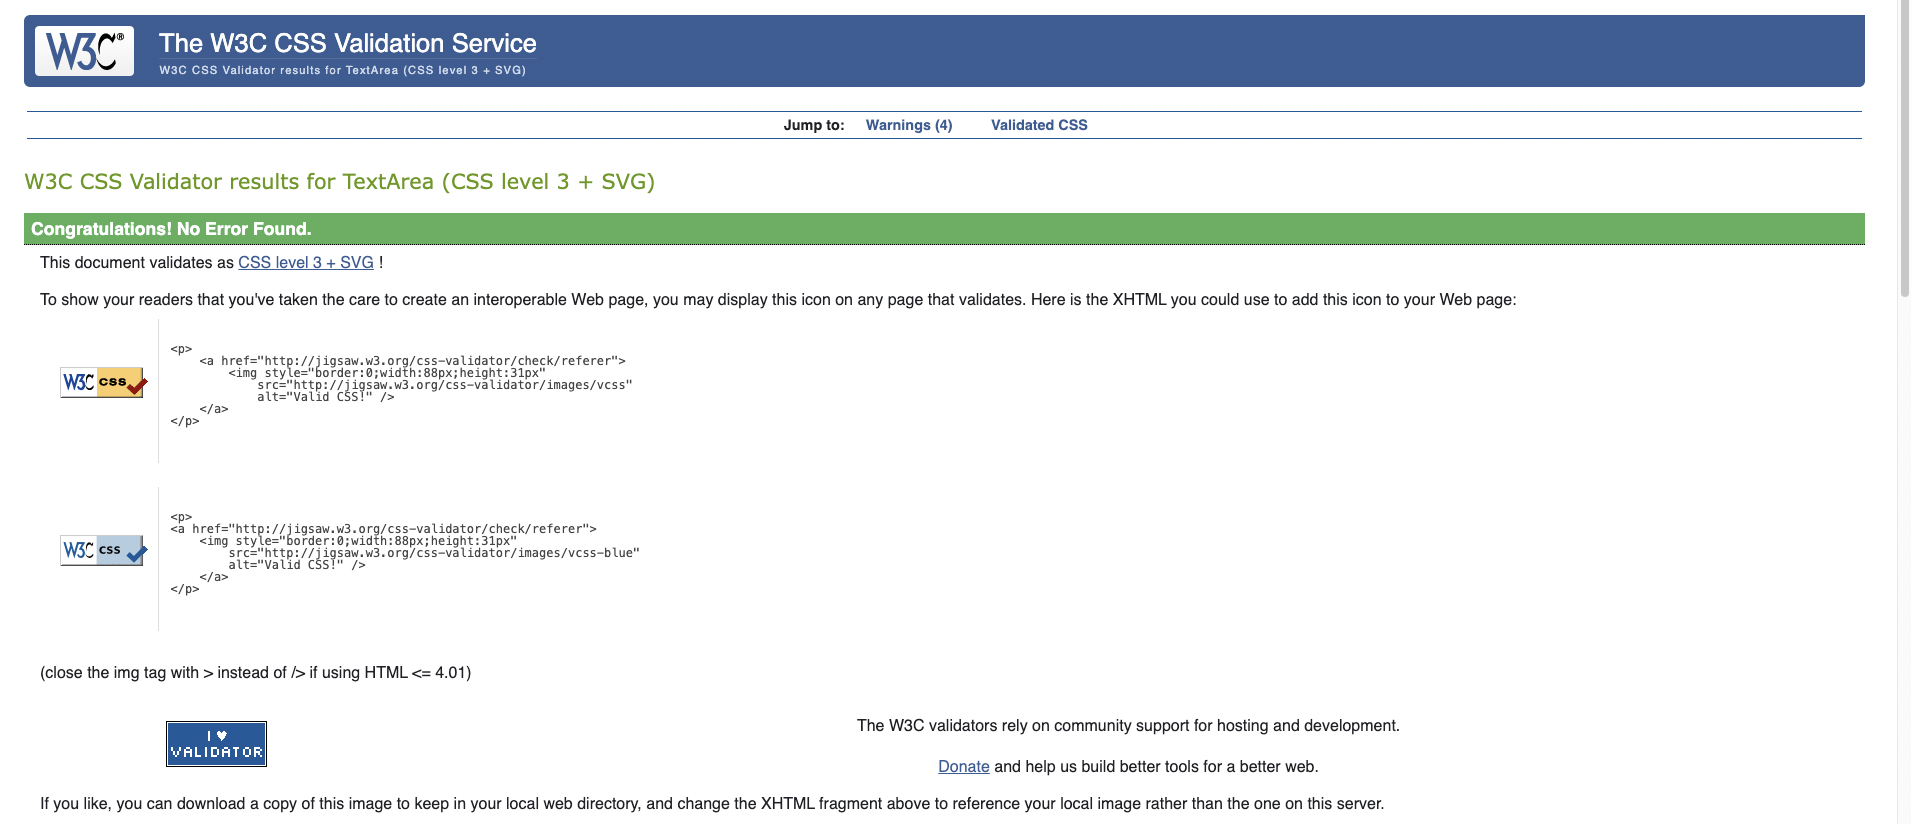 W3C®
The W3C CSS Validation Service
W3C CSS Validator results for TextArea (CSS level 3 + SVG)
Jump to: Warnings (4) Validated CSS
W3C CSS Validator results for TextArea (CSS level 3 + SVG)
Congratulations! No Error Found.
This document validates as CSS level 3 + SVG !
To show your readers that you've taken the care to create an interoperable Web page, you may display this icon on any page that validates. Here is the XHTML you could use to add this icon to your Web page:
W3C css
<p>
    <a href="http://jigsaw.w3.org/css-validator/check/referer">
        <img style="border:0;width:88px;height:31px"
            src="http://jigsaw.w3.org/css-validator/images/vcss"
            alt="Valid CSS!" />
    </a>
</p>
W3C css
<p>
<a href="http://jigsaw.w3.org/css-validator/check/referer">
    <img style="border:0;width:88px;height:31px"
        src="http://jigsaw.w3.org/css-validator/images/vcss-blue"
        alt="Valid CSS!" />
    </a>
</p>
(close the img tag with > instead of /> if using HTML <= 4.01)
I ♥
VALIDATOR
The W3C validators rely on community support for hosting and development.
Donate and help us build better tools for a better web.
If you like, you can download a copy of this image to keep in your local web directory, and change the XHTML fragment above to reference your local image rather than the one on this server.